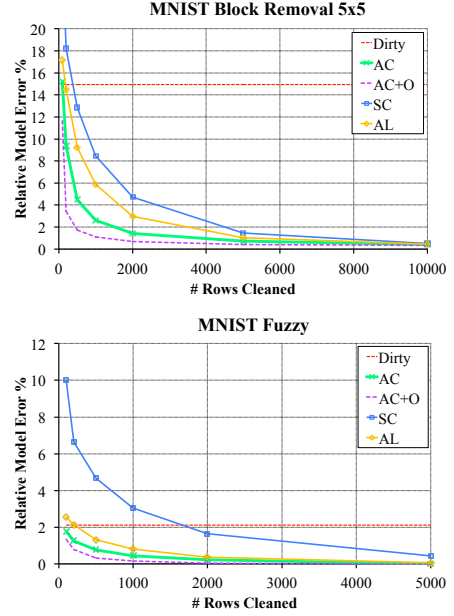 MNIST Block Removal 5x5
Relative Model Error %
20
18
16
14
12
10
8
6
4
2
0
0
2000
4000
6000
8000
10000
# Rows Cleaned
Dirty
AC
AC+O
SC
AL
MNIST Fuzzy
Relative Model Error %
12
10
8
6
4
2
0
0
1000
2000
3000
4000
5000
# Rows Cleaned
Dirty
AC
AC+O
SC
AL